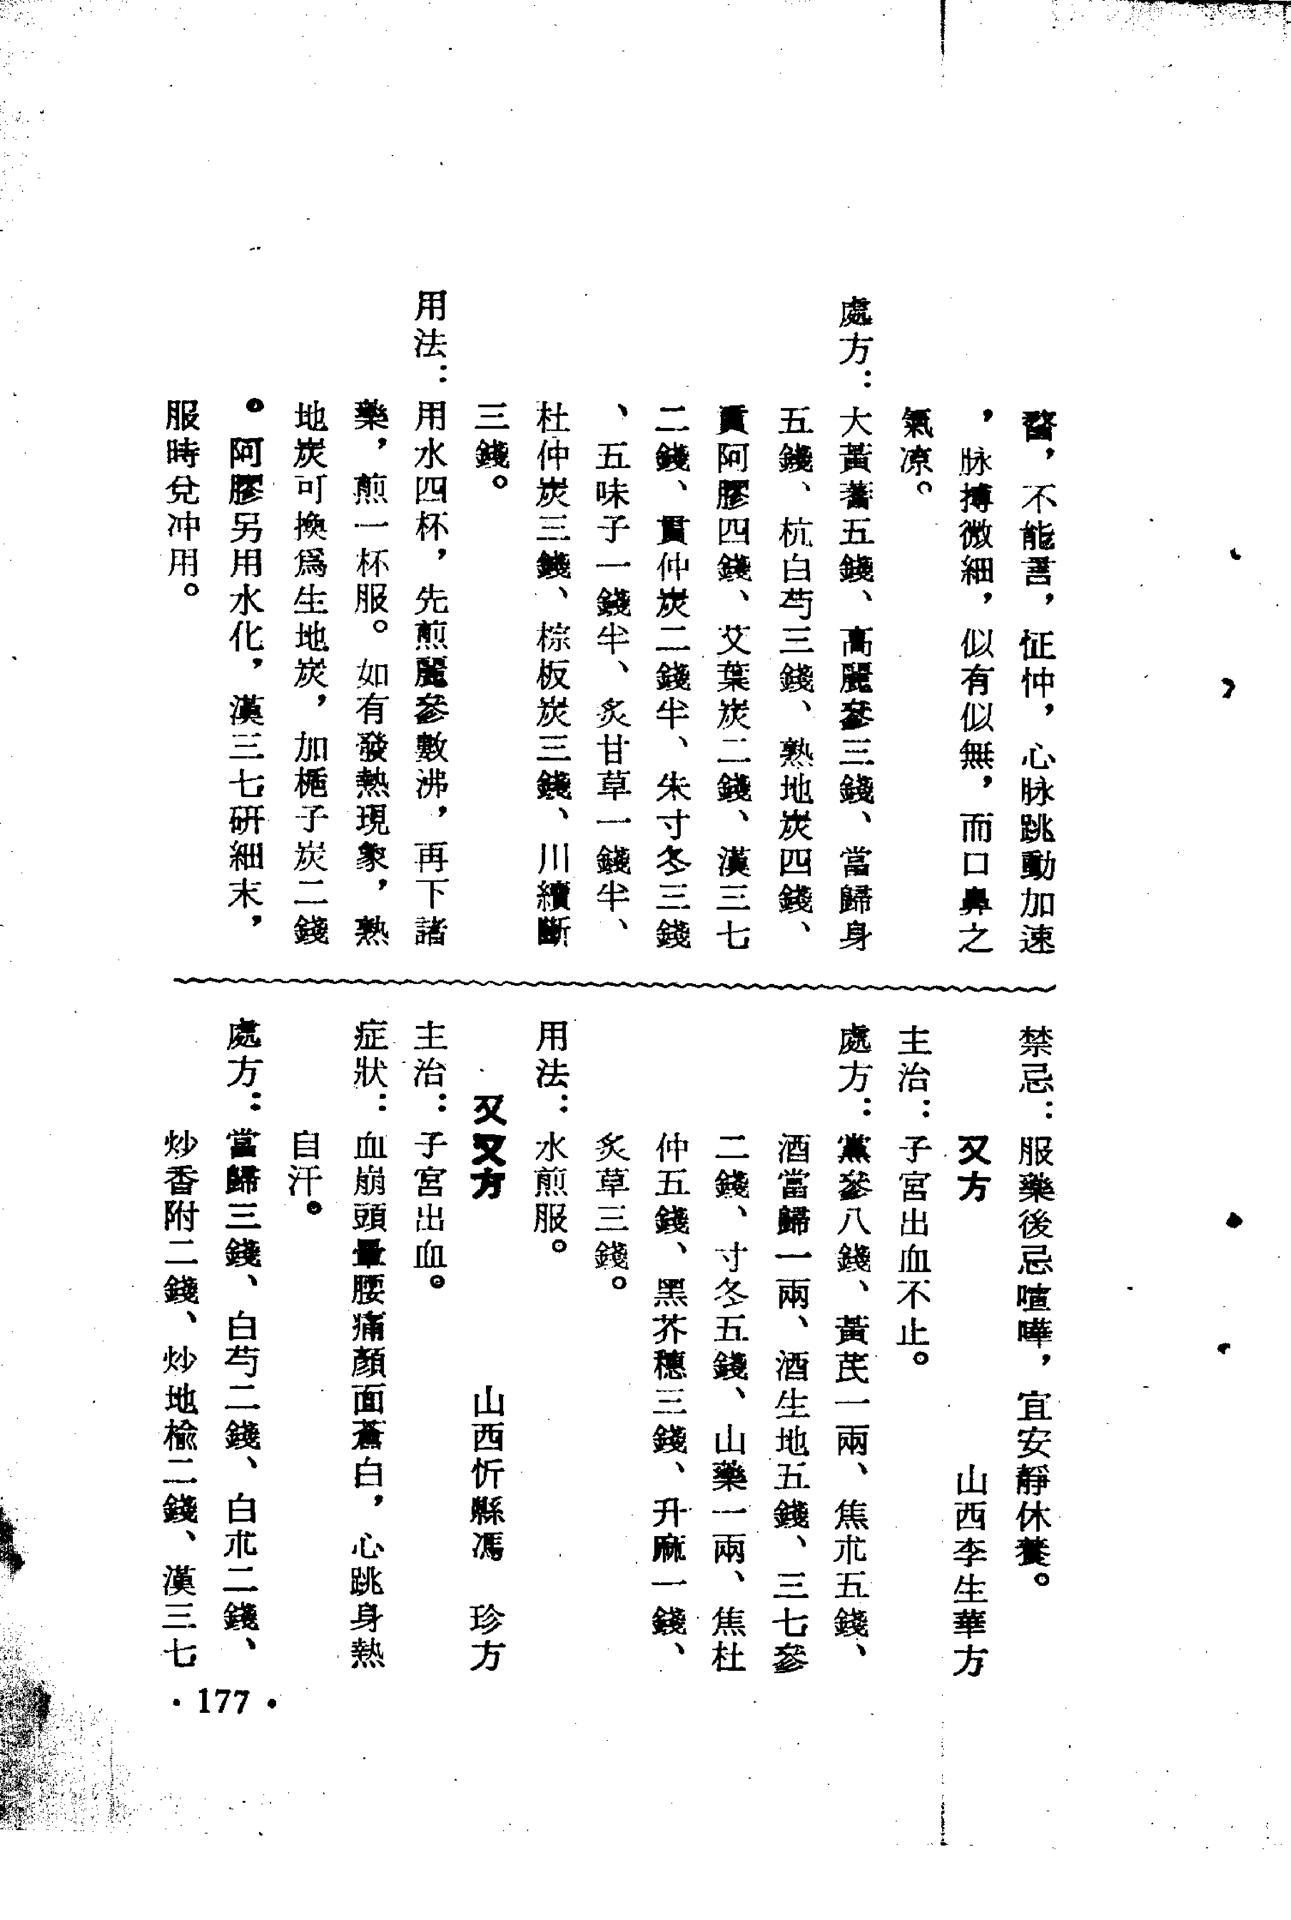 瞀，不能言，怔忡，心脉跳動加速
，脉搏微細，似有似無，而口鼻之
氣凉。
處方：大黃蓍五錢、高麗參三錢、當歸身
五錢、杭白芍三錢、熟地炭四錢、
貢阿膠四錢、艾葉炭二錢、漢三七
二錢、貫仲炭二錢半、朱寸冬三錢
、五味子一錢半、炙甘草一錢半、
杜仲炭三錢、棕板炭三錢、川續斷
三錢。
用法：用水四杯，先煎麗參數沸，再下諸
藥，煎一杯服。如有發熱現象，熟
地炭可換爲生地炭，加梔子炭二錢
。阿膠另用水化，漢三七研細末，
服時兌冲用。
禁忌：服藥後忌喧嘩，宜安靜休養。
又方　山西李生華方
主治：子宮出血不止。
處方：黨參八錢、黃芪一兩、焦朮五錢、
酒當歸一兩、酒生地五錢、三七參
二錢、寸冬五錢、山藥一兩、焦杜
仲五錢、黑芥穗三錢、升麻一錢、
炙草三錢。
用法：水煎服。
又又方　山西忻縣馮　珍方
主治：子宮出血。
症狀：血崩頭暈腰痛顏面蒼白，心跳身熱
自汗。
處方：當歸三錢、白芍二錢、白朮二錢、
炒香附二錢、炒地楡二錢、漢三七
·177·